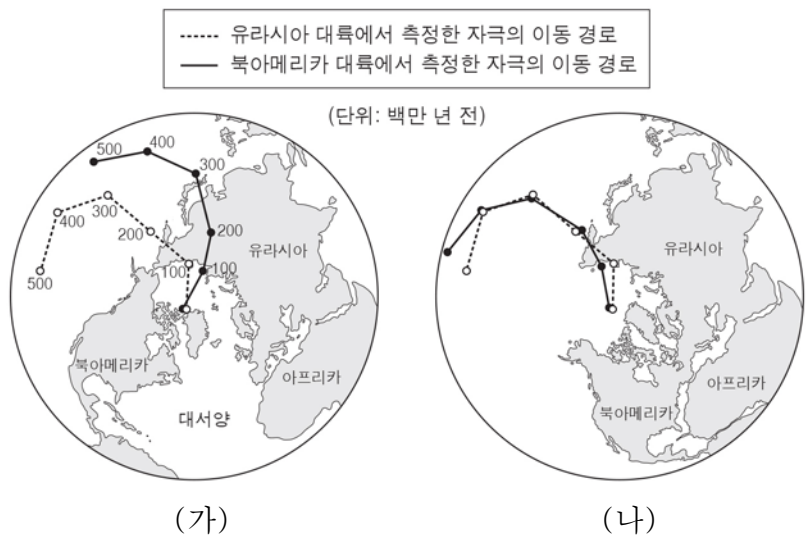 유라시아 대륙에서 측정한 자극의 이동 경로
북아메리카 대륙에서 측정한 자극의 이동 경로
(단위: 백만 년 전)
500
400
300
400
300
200
200
유라시아
500
100
100
북아메리카
아프리카
대서양
(가)
유라시아
아프리카
북아메리카
(나)